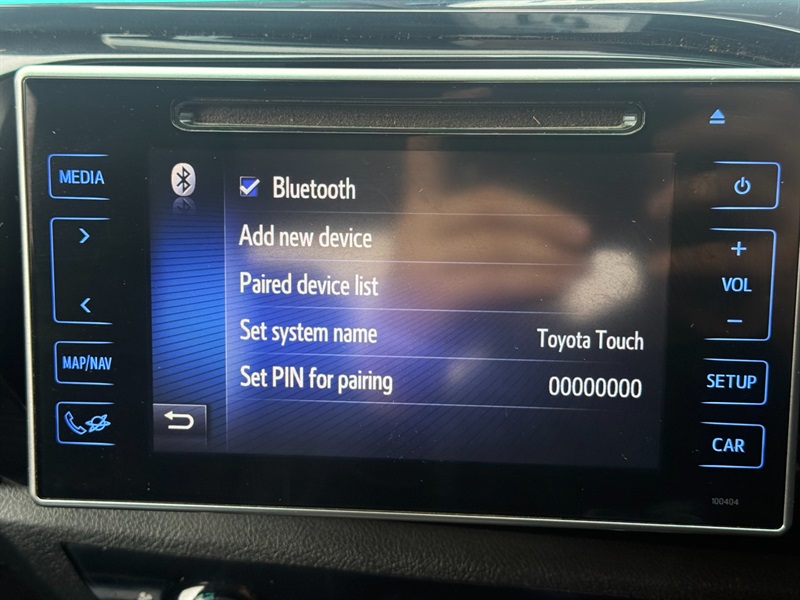 MEDIA
MAP/NAV
Bluetooth
Add new device
Paired device list
Set system name Toyota Touch
Set PIN for pairing 00000000
+
VOL
−
SETUP
CAR
100404